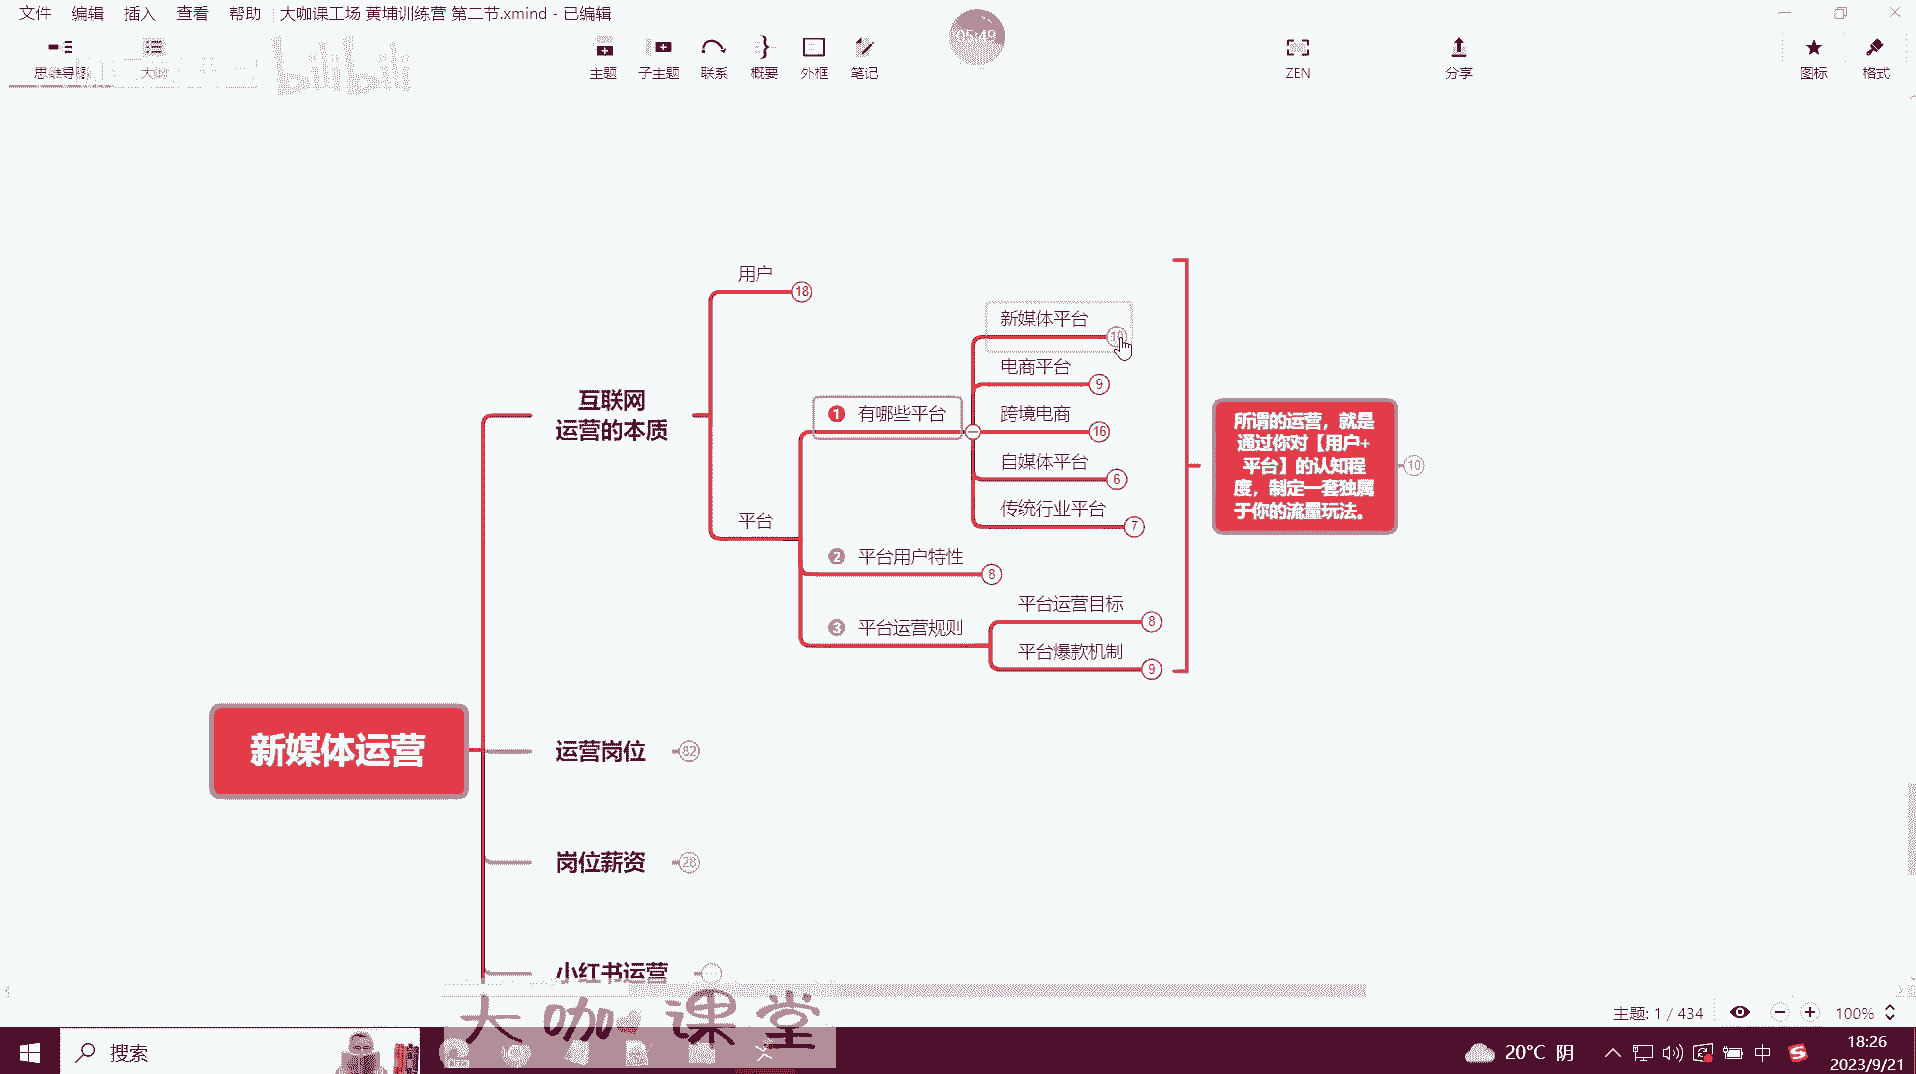 文件 编辑 插入 查看 帮助 大咖课工场 黄埔训练营 第二节.xmind - 已编辑
思维导图 大纲 主题 子主题 联系 概要 外框 笔记 05:49 ZEN 分享 图标 格式
bilibili
用户 18
新媒体平台
电商平台 9
互联网
运营的本质
1 有哪些平台
跨境电商 16
自媒体平台 6
传统行业平台 7
平台
2 平台用户特性 8
3 平台运营规则
平台运营目标 8
平台爆款机制 9
所谓的运营，就是
通过你对【用户+
平台】的认知程
度，制定一套独属
于你的流量玩法。
10
新媒体运营
运营岗位 82
岗位薪资 28
小红书运营
大咖课堂
主题: 1 / 434 100%
搜索
20°C 阴 中 18:26
2023/9/21